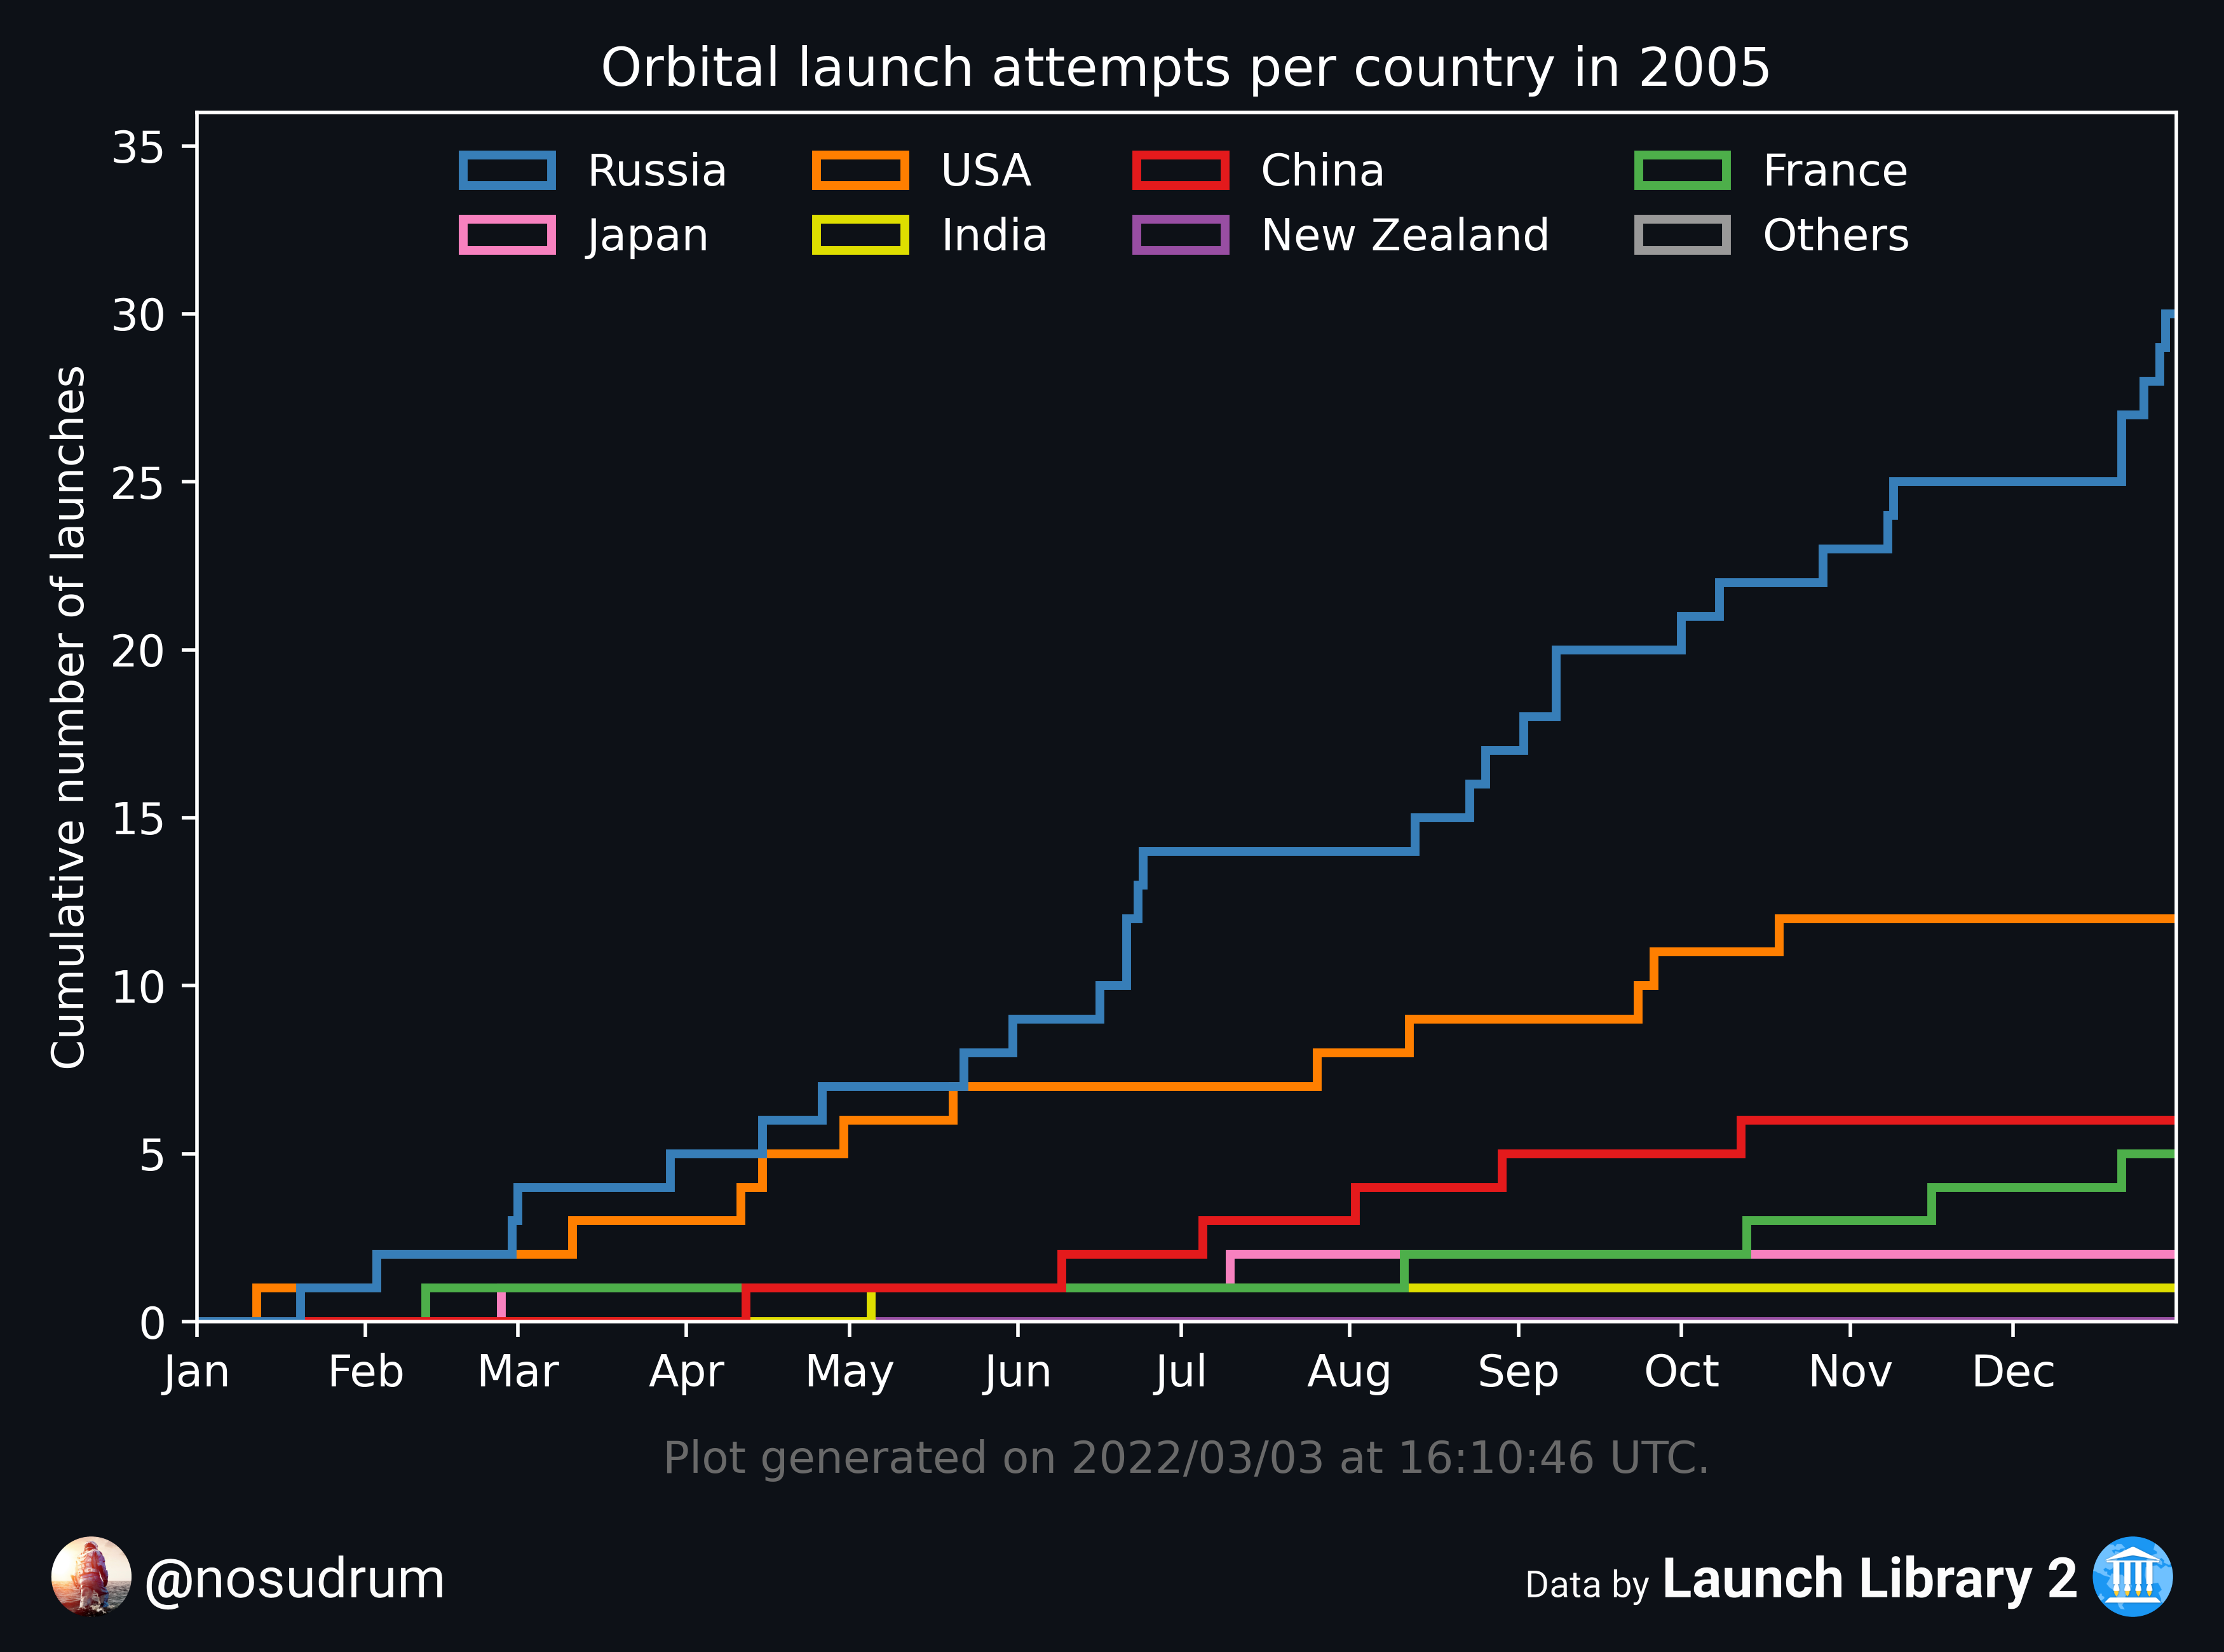 Orbital launch attempts per country in 2005
Russia USA China France
Japan India New Zealand Others
Cumulative number of launches
35
30
25
20
15
10
5
0
Jan Feb Mar Apr May Jun Jul Aug Sep Oct Nov Dec
Plot generated on 2022/03/03 at 16:10:46 UTC.
@nosudrum
Data by Launch Library 2